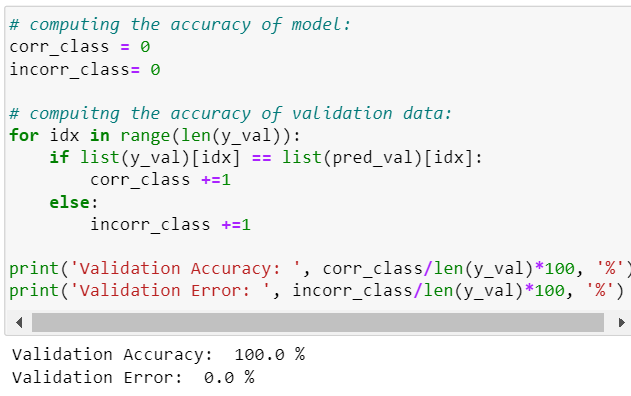 # computing the accuracy of model:
corr_class = 0
incorr_class= 0
# compuitng the accuracy of validation data:
for idx in range(len(y_val)):
    if list(y_val)[idx] == list(pred_val)[idx]:
        corr_class +=1
    else:
        incorr_class +=1
print('Validation Accuracy: ', corr_class/len(y_val)*100, '%')
print('Validation Error: ', incorr_class/len(y_val)*100, '%')
Validation Accuracy:  100.0 %
Validation Error:  0.0 %